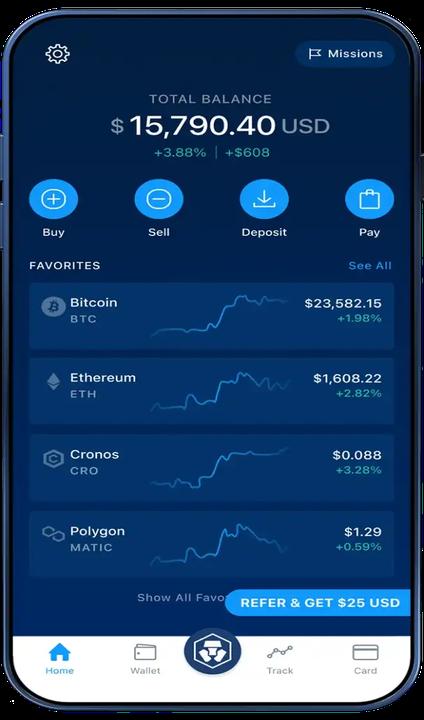 Missions
TOTAL BALANCE
$ 15,790.40 USD
+3.88% | +$608
Buy Sell Deposit Pay
FAVORITES See All
Bitcoin $23,582.15
BTC +1.98%
Ethereum $1,608.22
ETH +2.82%
Cronos $0.088
CRO +3.28%
Polygon $1.29
MATIC +0.59%
Show All Favo
REFER & GET $25 USD
Home Wallet Track Card